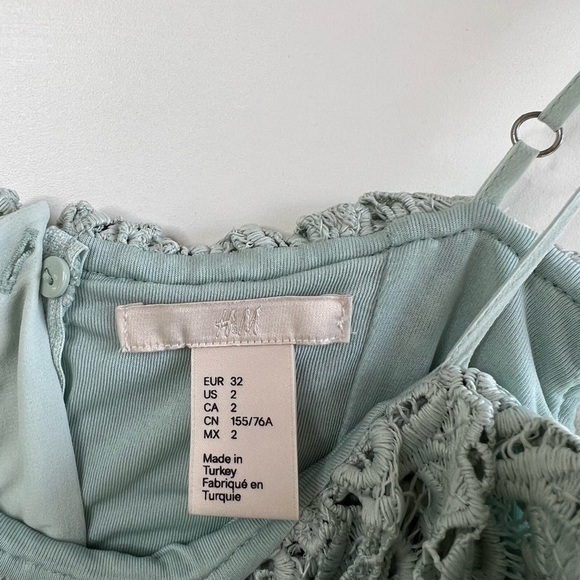 H&M
EUR 32
US 2
CA 2
CN 155/76A
MX 2
Made in
Turkey
Fabriqué en
Turquie